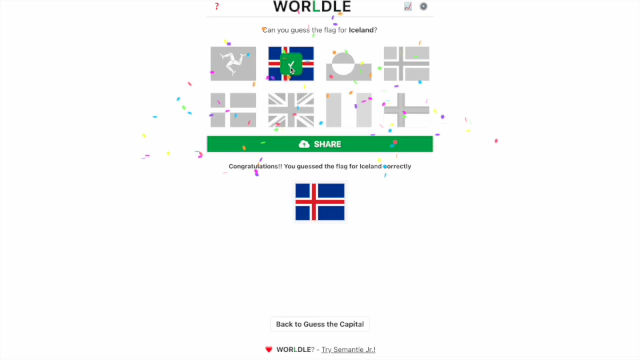 ?
WORLDLE
Can you guess the flag for Iceland?
SHARE
Congratulations!! You guessed the flag for Iceland correctly
Back to Guess the Capital
WORLDLE? - Try Semantle Jr.!